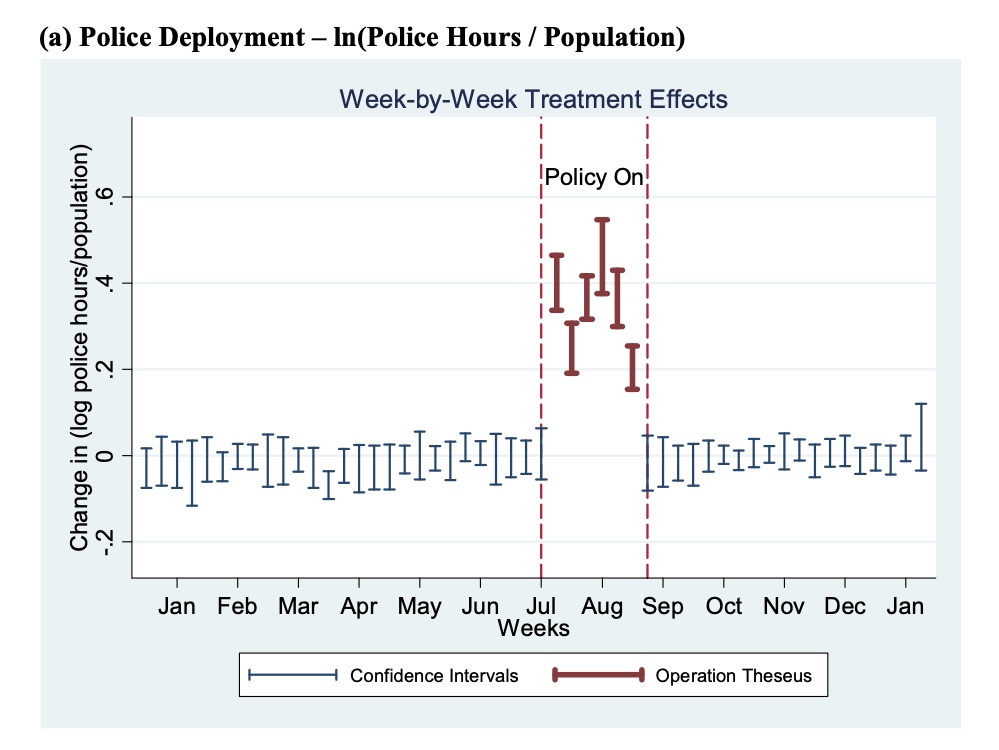 (a) Police Deployment – ln(Police Hours / Population)
Week-by-Week Treatment Effects
Policy On
Change in (log police hours/population)
.6
.4
.2
0
-.2
Jan Feb Mar Apr May Jun Jul Aug Sep Oct Nov Dec Jan
Weeks
Confidence Intervals Operation Theseus